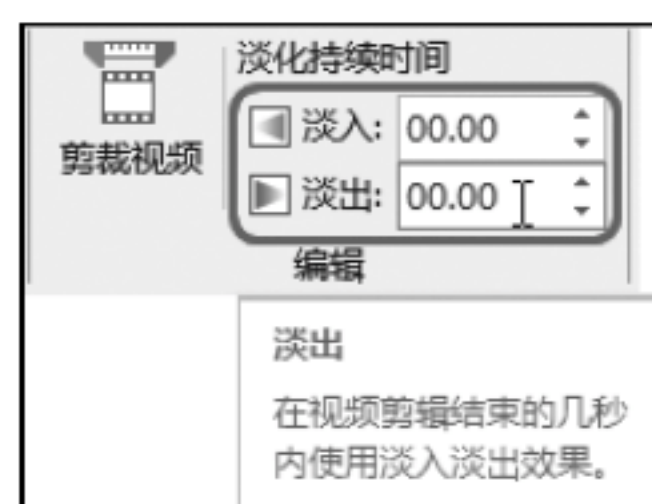 淡化持续时间
淡入: 00.00
剪裁视频
淡出: 00.00
编辑
淡出
在视频剪辑结束的几秒
内使用淡入淡出效果。